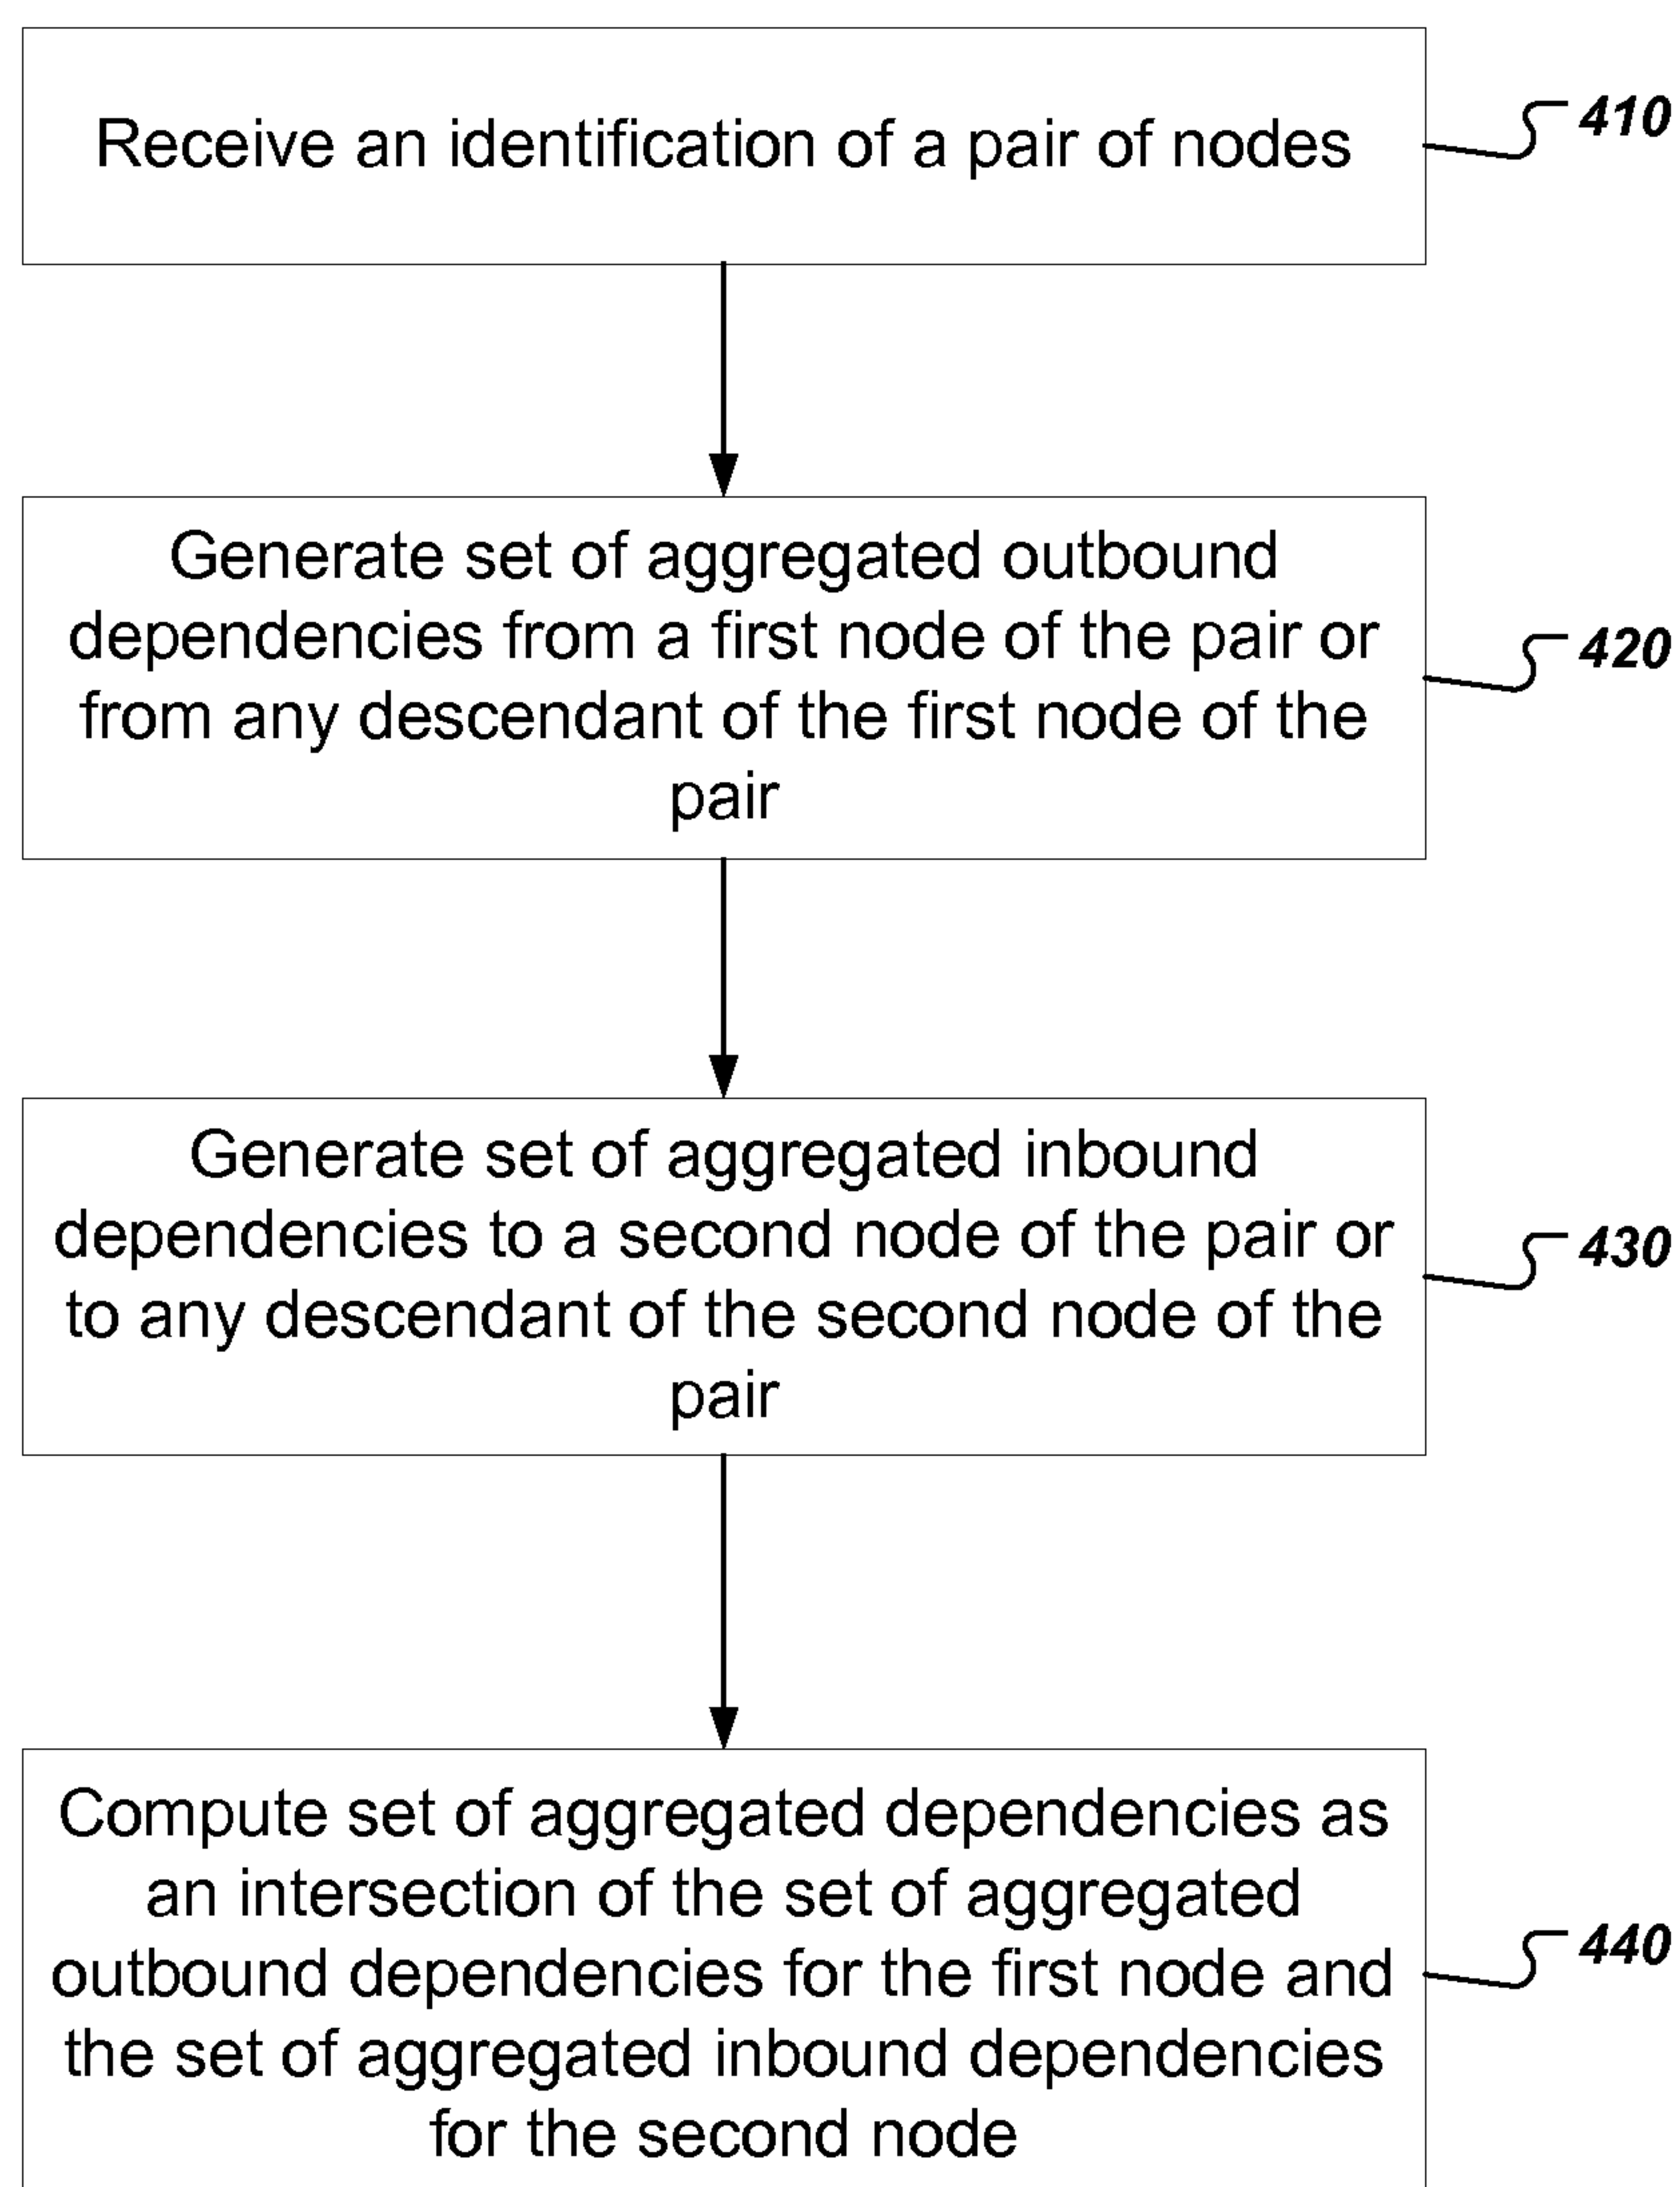 Receive an identification of a pair of nodes
410
Generate set of aggregated outbound
dependencies from a first node of the pair or
from any descendant of the first node of the
pair
420
Generate set of aggregated inbound
dependencies to a second node of the pair or
to any descendant of the second node of the
pair
430
Compute set of aggregated dependencies as
an intersection of the set of aggregated
outbound dependencies for the first node and
the set of aggregated inbound dependencies
for the second node
440